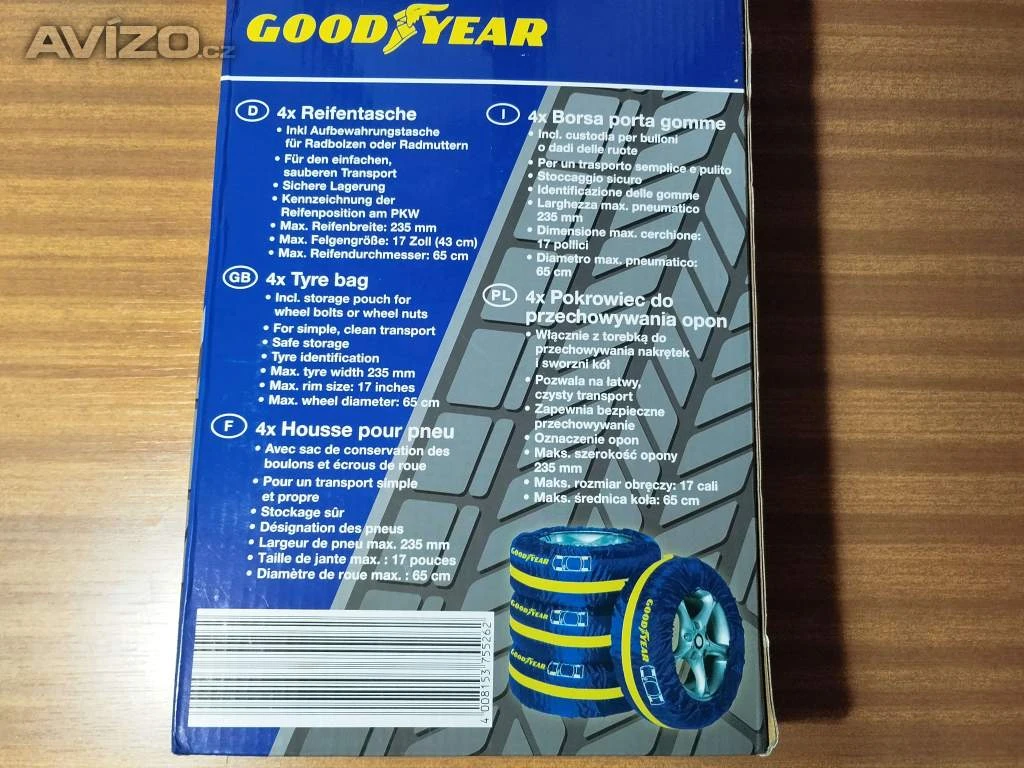 AVÍZO.cz
GOODYEAR
D 4x Reifentasche
• Inkl Aufbewahrungstasche
für Radbolzen oder Radmuttern
• Für den einfachen,
sauberen Transport
• Sichere Lagerung
• Kennzeichnung der
Reifenposition am PKW
• Max. Reifenbreite: 235 mm
• Max. Felgengröße: 17 Zoll (43 cm)
• Max. Reifendurchmesser: 65 cm
GB 4x Tyre bag
• Incl. storage pouch for
wheel bolts or wheel nuts
• For simple, clean transport
• Safe storage
• Tyre identification
• Max. tyre width 235 mm
• Max. rim size: 17 inches
• Max. wheel diameter: 65 cm
F 4x Housse pour pneu
• Avec sac de conservation des
boulons et écrous de roue
• Pour un transport simple
et propre
• Stockage sûr
• Désignation des pneus
• Largeur de pneu max. 235 mm
• Taille de jante max. : 17 pouces
• Diamètre de roue max. : 65 cm
I 4x Borsa porta gomme
• Incl. custodia per bulloni
o dadi delle ruote
• Per un trasporto semplice e pulito
• Stoccaggio sicuro
• Identificazione delle gomme
• Larghezza max. pneumatico
235 mm
• Dimensione max. cerchione:
17 pollici
• Diametro max. pneumatico:
65 cm
PL 4x Pokrowiec do
przechowywania opon
• Włącznie z torebką do
przechowywania nakrętek
i sworzni kół
• Pozwala na łatwy,
czysty transport
• Zapewnia bezpieczne
przechowywanie
• Oznaczenie opon
• Maks. szerokość opony
235 mm
• Maks. rozmiar obręczy: 17 cali
• Maks. średnica koła: 65 cm
GOODYEAR
GOODYEAR
GOODYEAR
GOODYEAR
4 008153 755262